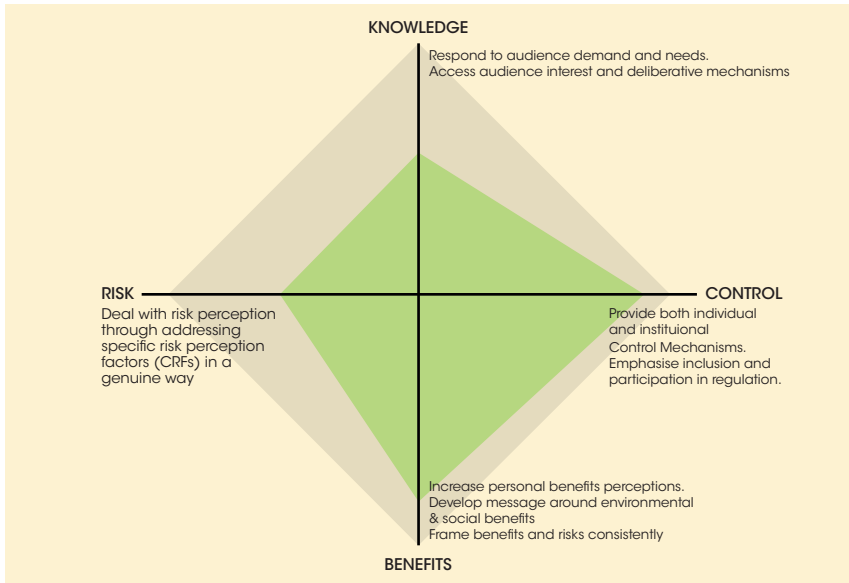 KNOWLEDGE
Respond to audience demand and needs.
Access audience interest and deliberative mechanisms
RISK
Deal with risk perception
through addressing
specific risk perception
factors (CRFs) in a
genuine way
CONTROL
Provide both individual
and instituional
Control Mechanisms.
Emphasise inclusion and
participation in regulation.
Increase personal benefits perceptions.
Develop message around environmental
& social benefits
Frame benefits and risks consistently
BENEFITS